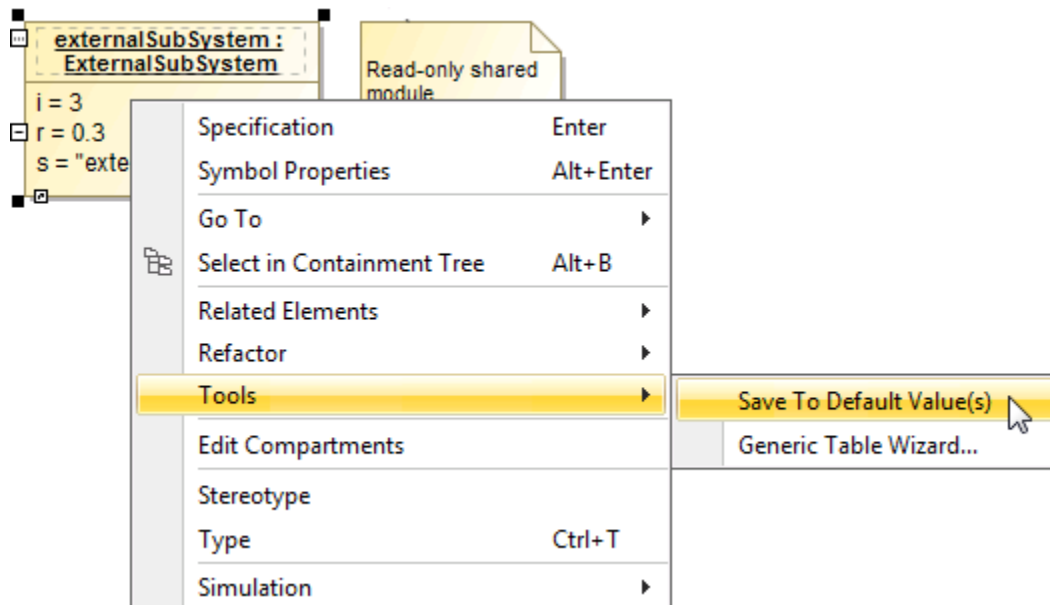 externalSubSystem :
ExternalSubSystem
i = 3
r = 0.3
s = "exte
Read-only shared
module
Specification Enter
Symbol Properties Alt+Enter
Go To
Select in Containment Tree Alt+B
Related Elements
Refactor
Tools
Save To Default Value(s)
Generic Table Wizard...
Edit Compartments
Stereotype
Type Ctrl+T
Simulation